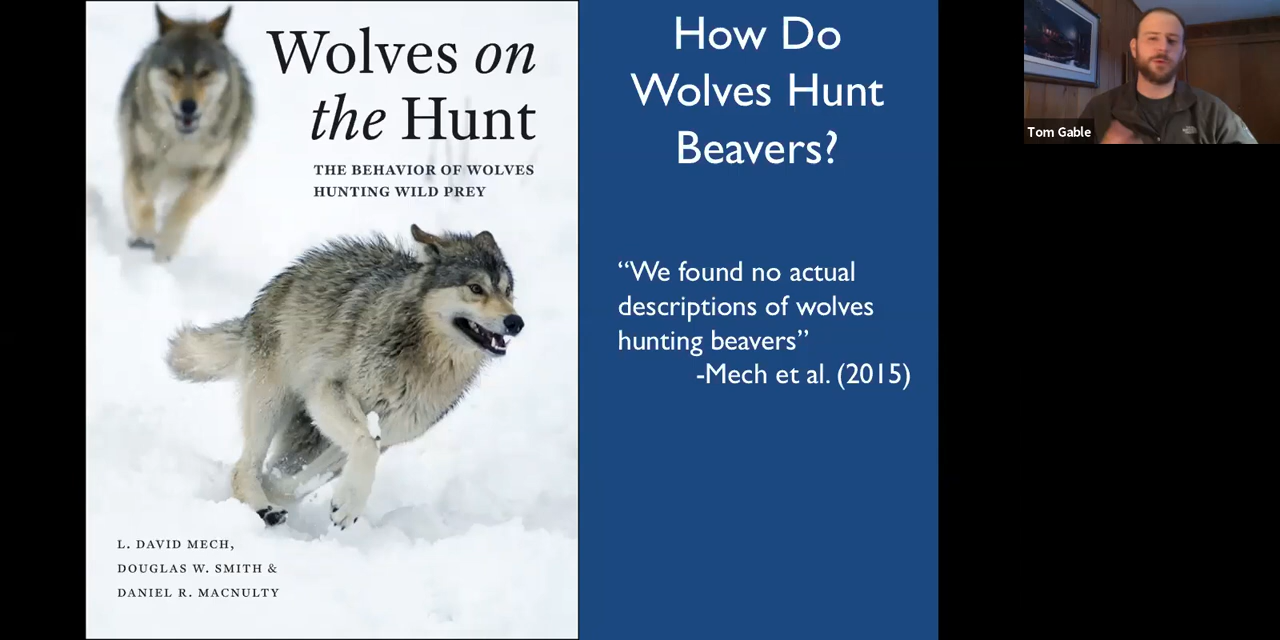 Wolves on
the Hunt
THE BEHAVIOR OF WOLVES
HUNTING WILD PREY
L. DAVID MECH,
DOUGLAS W. SMITH &
DANIEL R. MACNULTY
How Do
Wolves Hunt
Beavers?
“We found no actual
descriptions of wolves
hunting beavers”
-Mech et al. (2015)
Tom Gable